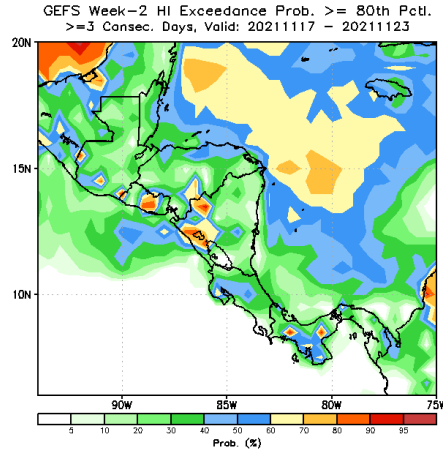 GEFS Week-2 HI Exceedance Prob. >= 80th Pctl.
>=3 Consec. Days, Valid: 20211117 - 20211123
20N
15N
10N
90W
85W
80W
75W
5 10 20 30 40 50 60 70 80 90 95
Prob. (%)